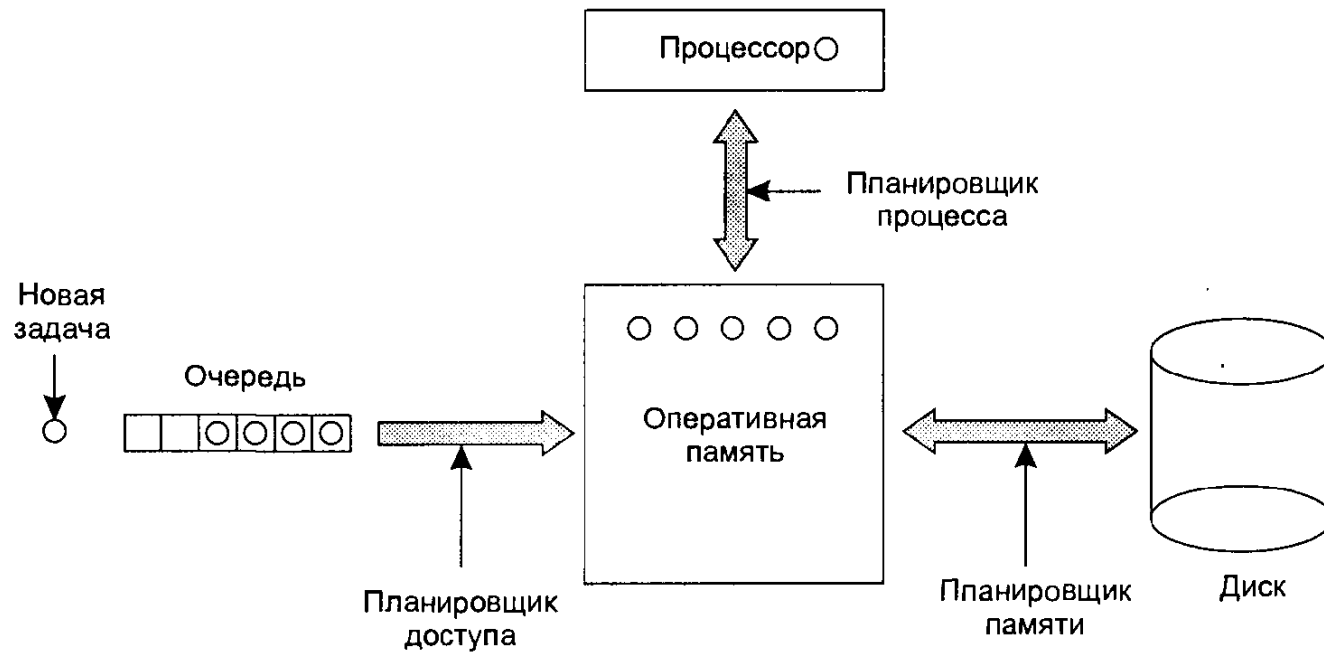 Процессор
Планировщик
процесса
Новая
задача
Очередь
Оперативная
память
Планировщик
доступа
Планировщик
памяти
Диск